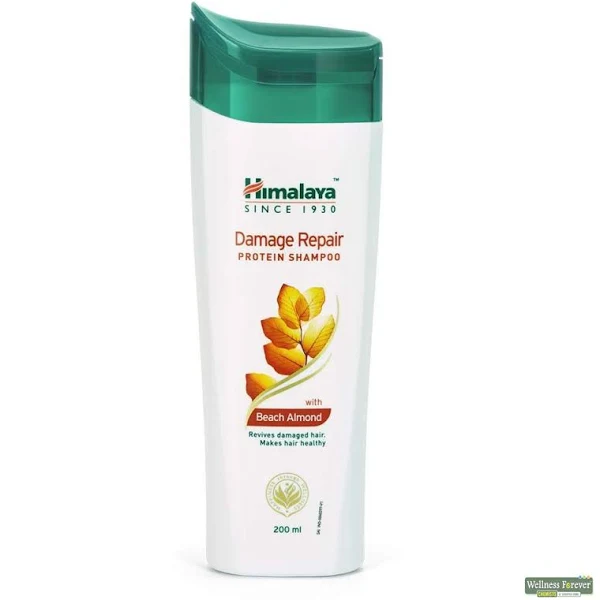 Himalaya™
SINCE 1930
Damage Repair
PROTEIN SHAMPOO
with
Beach Almond
Revives damaged hair.
Makes hair healthy
200 ml
Wellness Forever